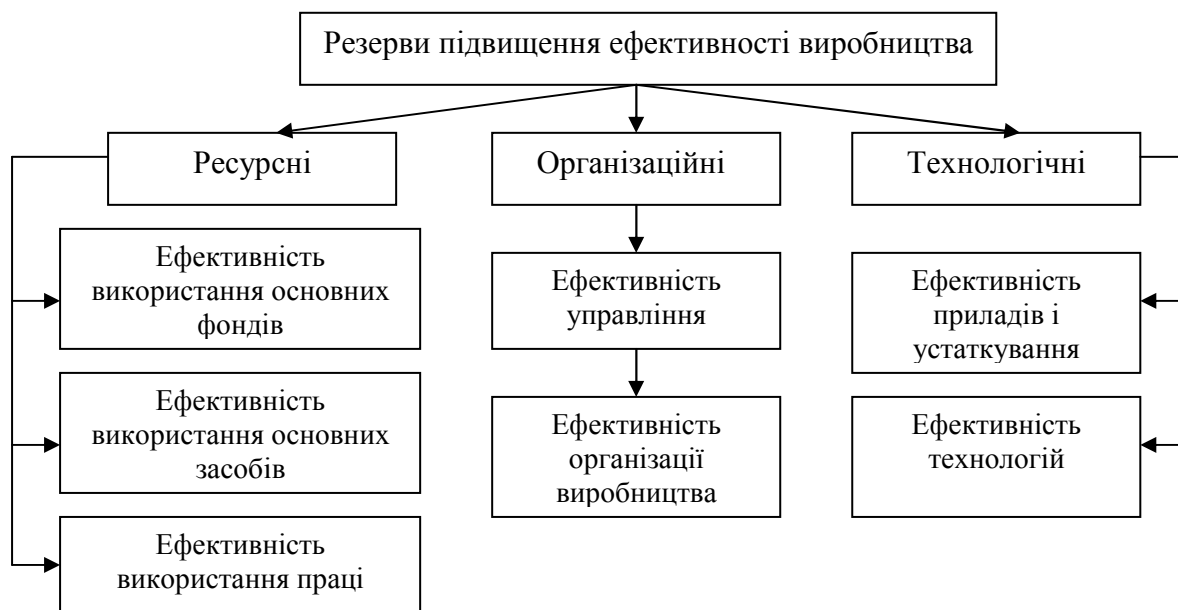 Резерви підвищення ефективності виробництва
Ресурсні
Організаційні
Технологічні
Ефективність
використання основних
фондів
Ефективність
управління
Ефективність
приладів і
устаткування
Ефективність
використання основних
засобів
Ефективність
організації
виробництва
Ефективність
технологій
Ефективність
використання праці